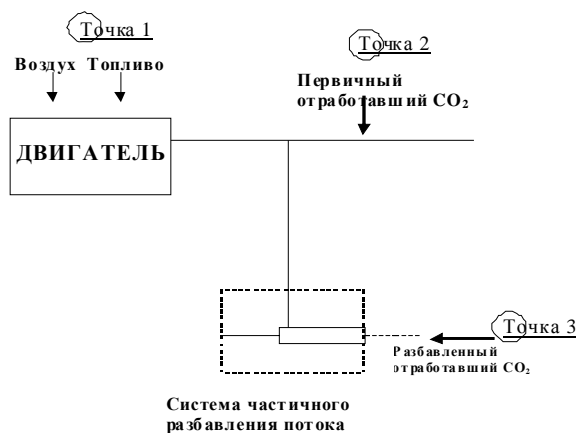 Точка 1
Точка 2
Воздух Топливо
Первичный
отработавший CO₂
ДВИГАТЕЛЬ
Точка 3
Разбавленный
отработавший CO₂
Система частичного
разбавления потока